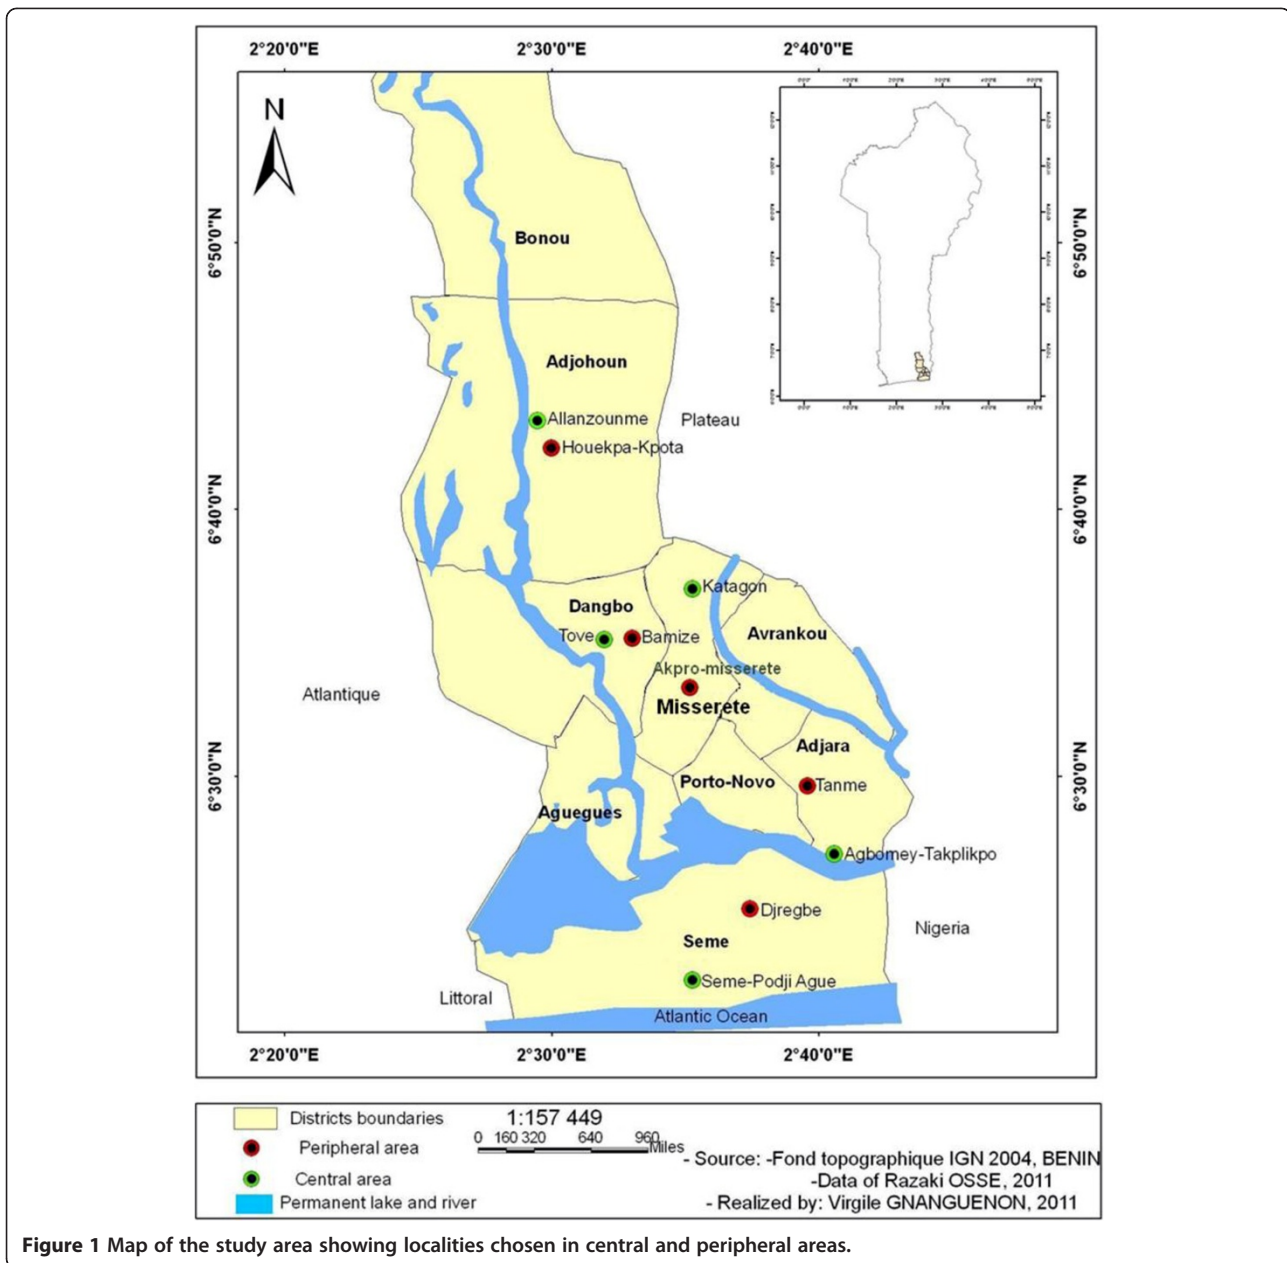 2°20'0"E 2°30'0"E 2°40'0"E
N
6°50'0"N 6°50'0"N
Bonou
Adjohoun
Allanzounme
Plateau
Houekpa-Kpota
6°40'0"N 6°40'0"N
Katagon
Dangbo
Avrankou
Tove
Bamize
Akpro-misserete
Atlantique
Misserete
Adjara
6°30'0"N 6°30'0"N
Porto-Novo
Tanme
Aguegues
Agbomey-Takplikpo
Djregbe
Nigeria
Seme
Seme-Podji Ague
Littoral
Atlantic Ocean
2°20'0"E 2°30'0"E 2°40'0"E
Districts boundaries
1:157 449
Peripheral area
0 160 320 640 960
Miles
Central area
Permanent lake and river
- Source: -Fond topographique IGN 2004, BENIN
-Data of Razaki OSSE, 2011
- Realized by: Virgile GNANGUENON, 2011
Figure 1 Map of the study area showing localities chosen in central and peripheral areas.